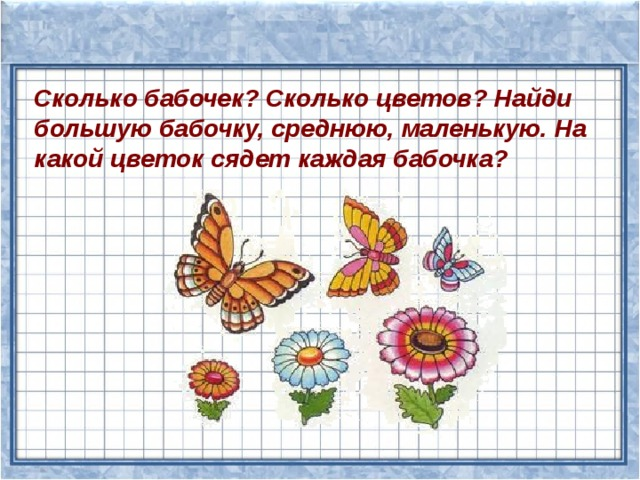 Сколько бабочек? Сколько цветов? Найди
большую бабочку, среднюю, маленькую. На
какой цветок сядет каждая бабочка?